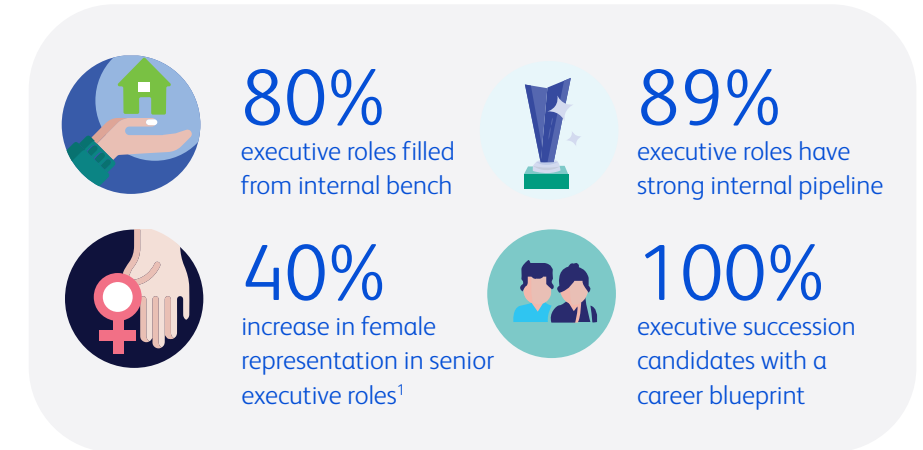 80%
executive roles filled
from internal bench
89%
executive roles have
strong internal pipeline
40%
increase in female
representation in senior
executive roles¹
100%
executive succession
candidates with a
career blueprint